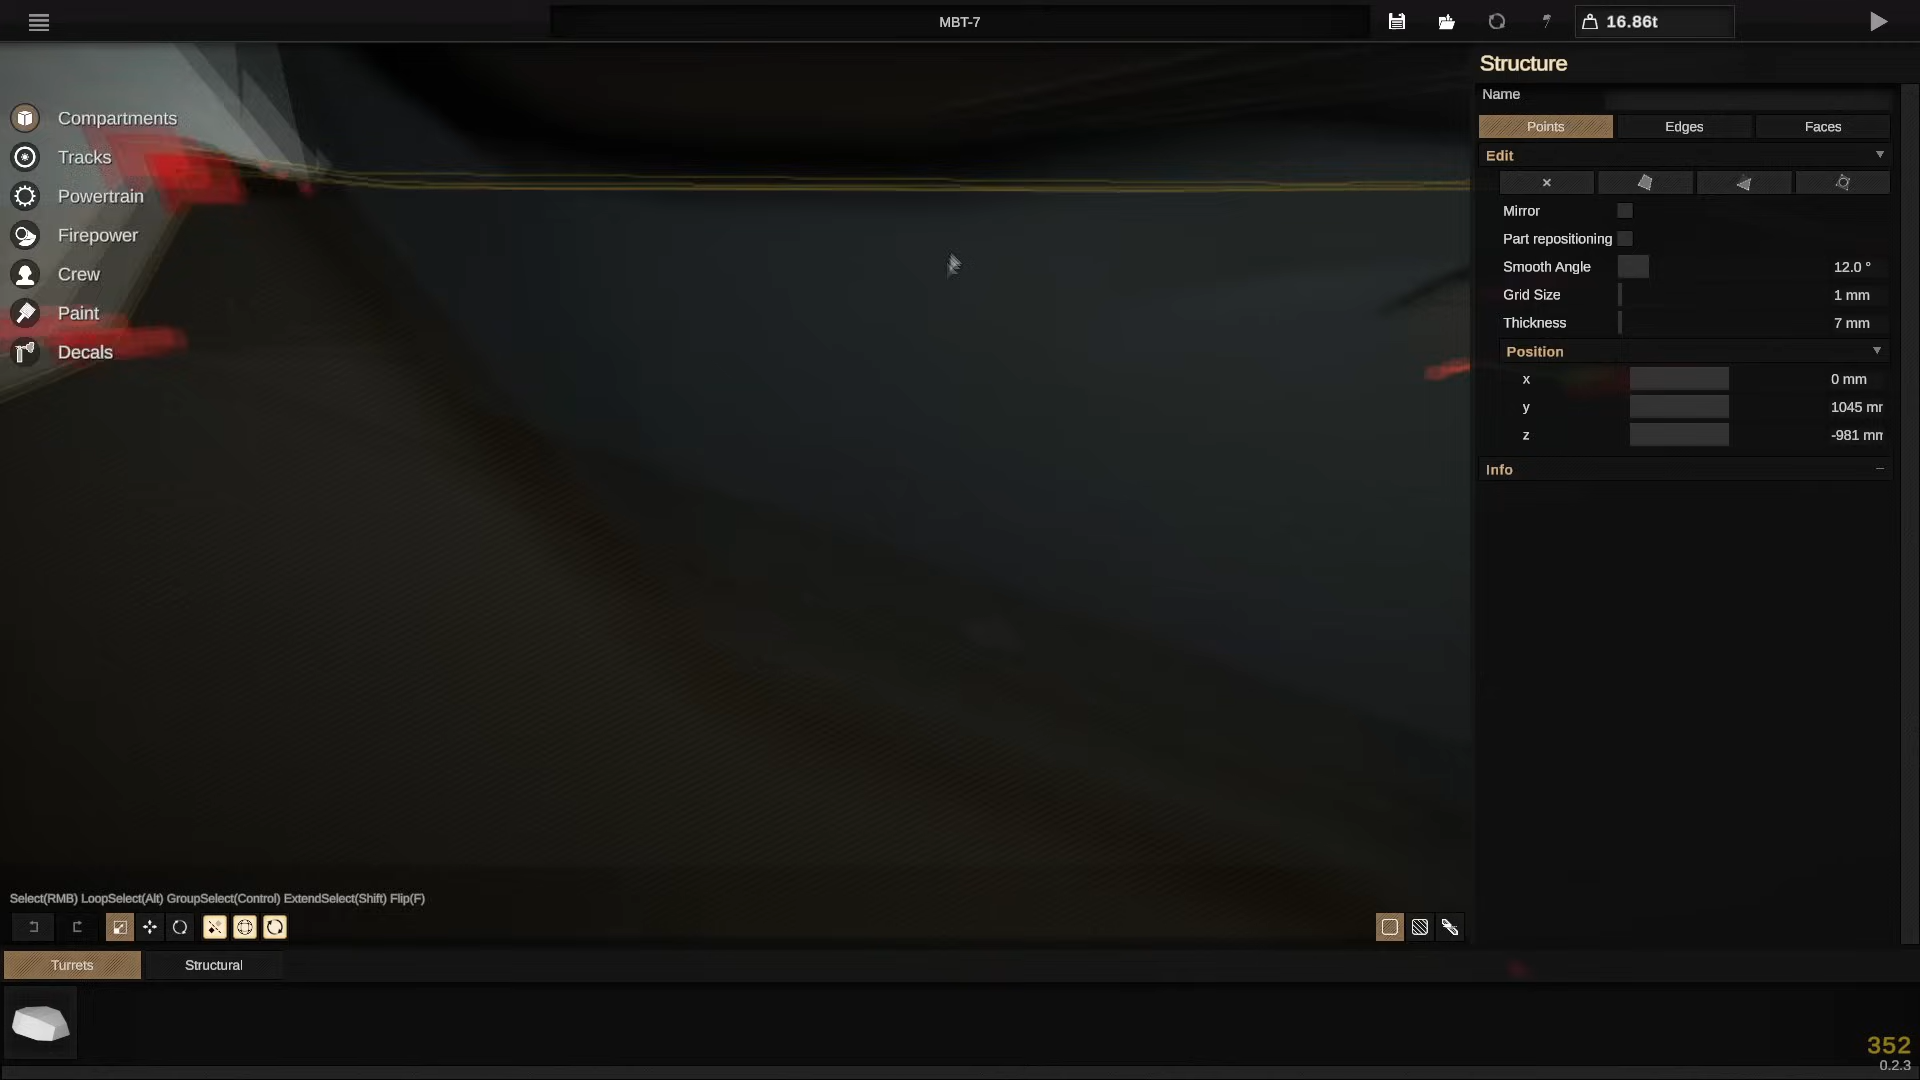 MBT-7
16.86t
Compartments
Tracks
Powertrain
Firepower
Crew
Paint
Decals
Structure
Name
Points Edges Faces
Edit
Mirror
Part repositioning
Smooth Angle 12.0 °
Grid Size 1 mm
Thickness 7 mm
Position
x 0 mm
y 1045 mr
z -981 mm
Info
Select(RMB) LoopSelect(Alt) GroupSelect(Control) ExtendSelect(Shift) Flip(F)
Turrets Structural
352
0.2.3